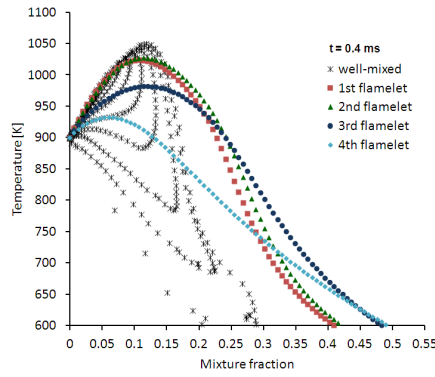 1100
1050
1000
950
900
850
800
750
700
650
600
Temperature [K]
t = 0.4 ms
well-mixed
1st flamelet
2nd flamelet
3rd flamelet
4th flamelet
0 0.05 0.1 0.15 0.2 0.25 0.3 0.35 0.4 0.45 0.5 0.55
Mixture fraction